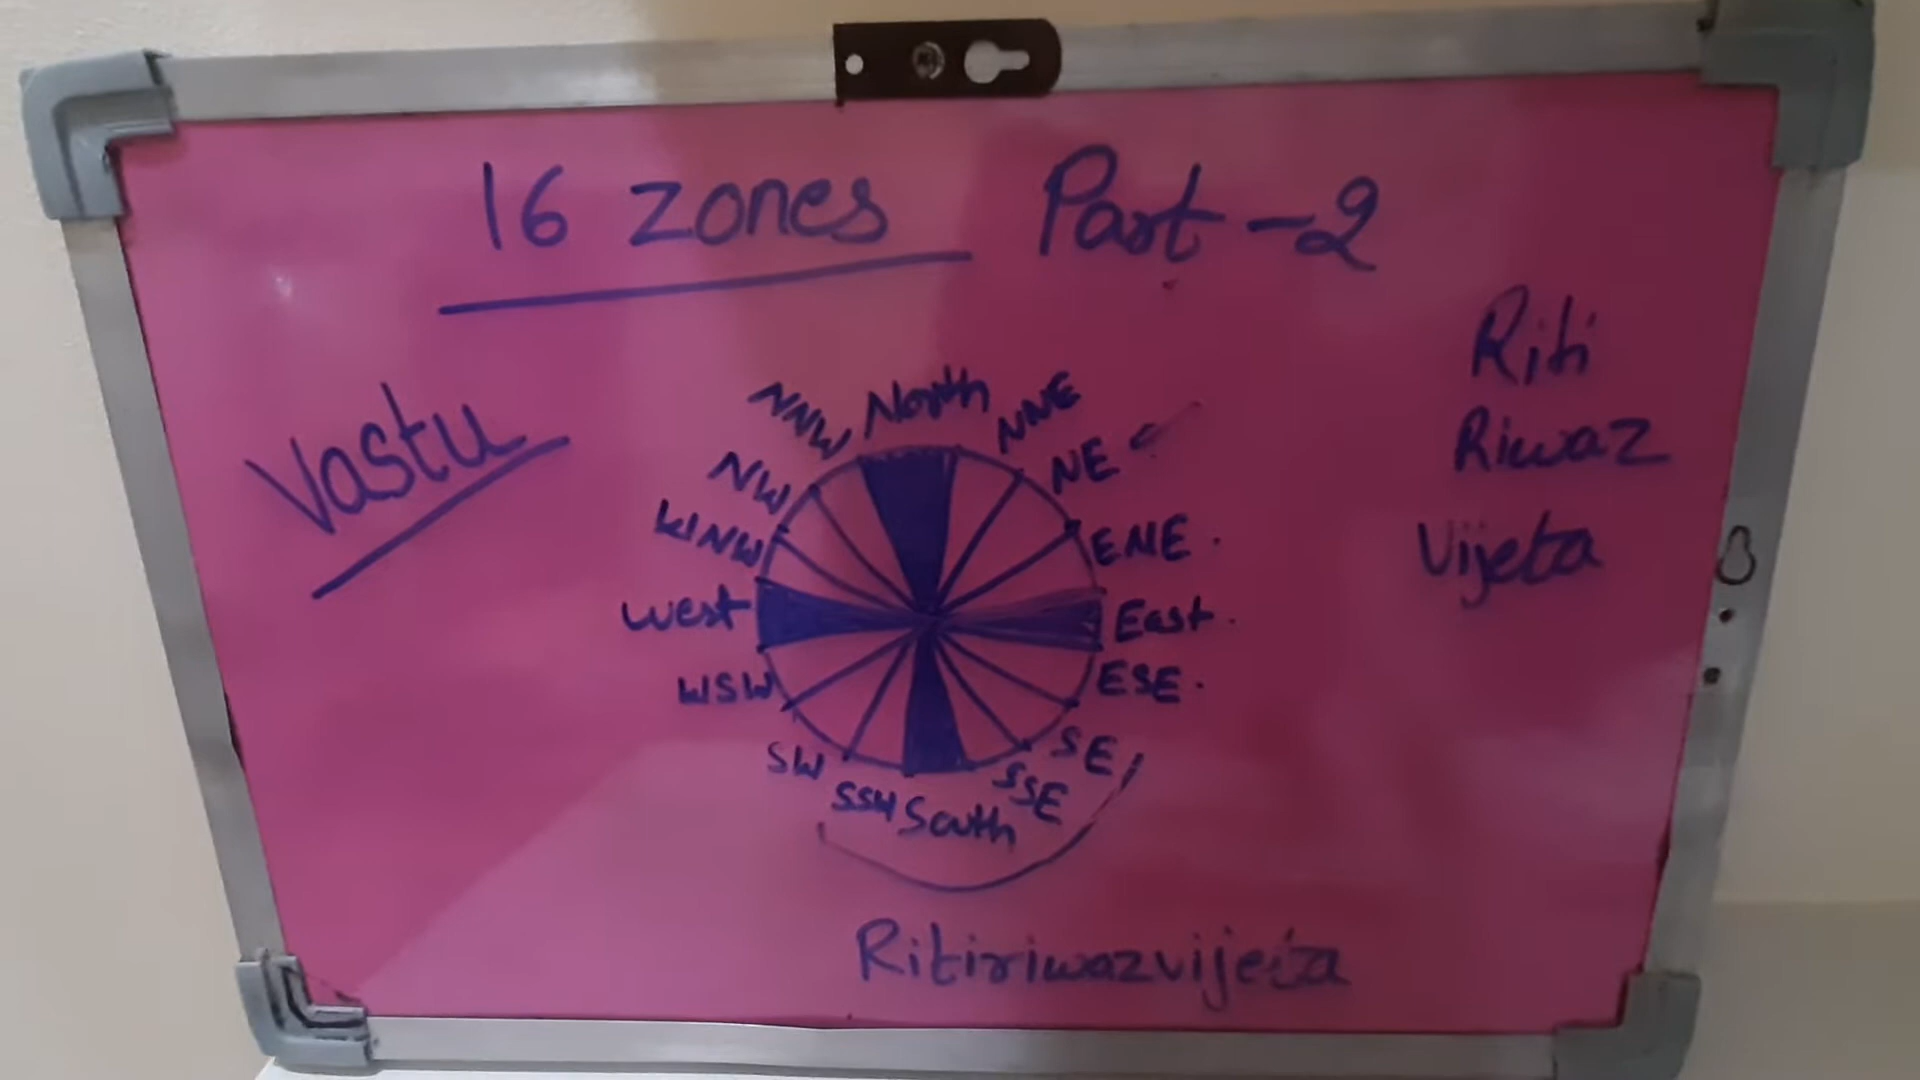 16 zones Part-2
Vastu
Riti
Riwaz
Vijeta
North
NNE
NE
ENE
East
ESE
SE
SSE
South
SSW
SW
WSW
West
WNW
NW
NNW
Ritiriwazvijeta